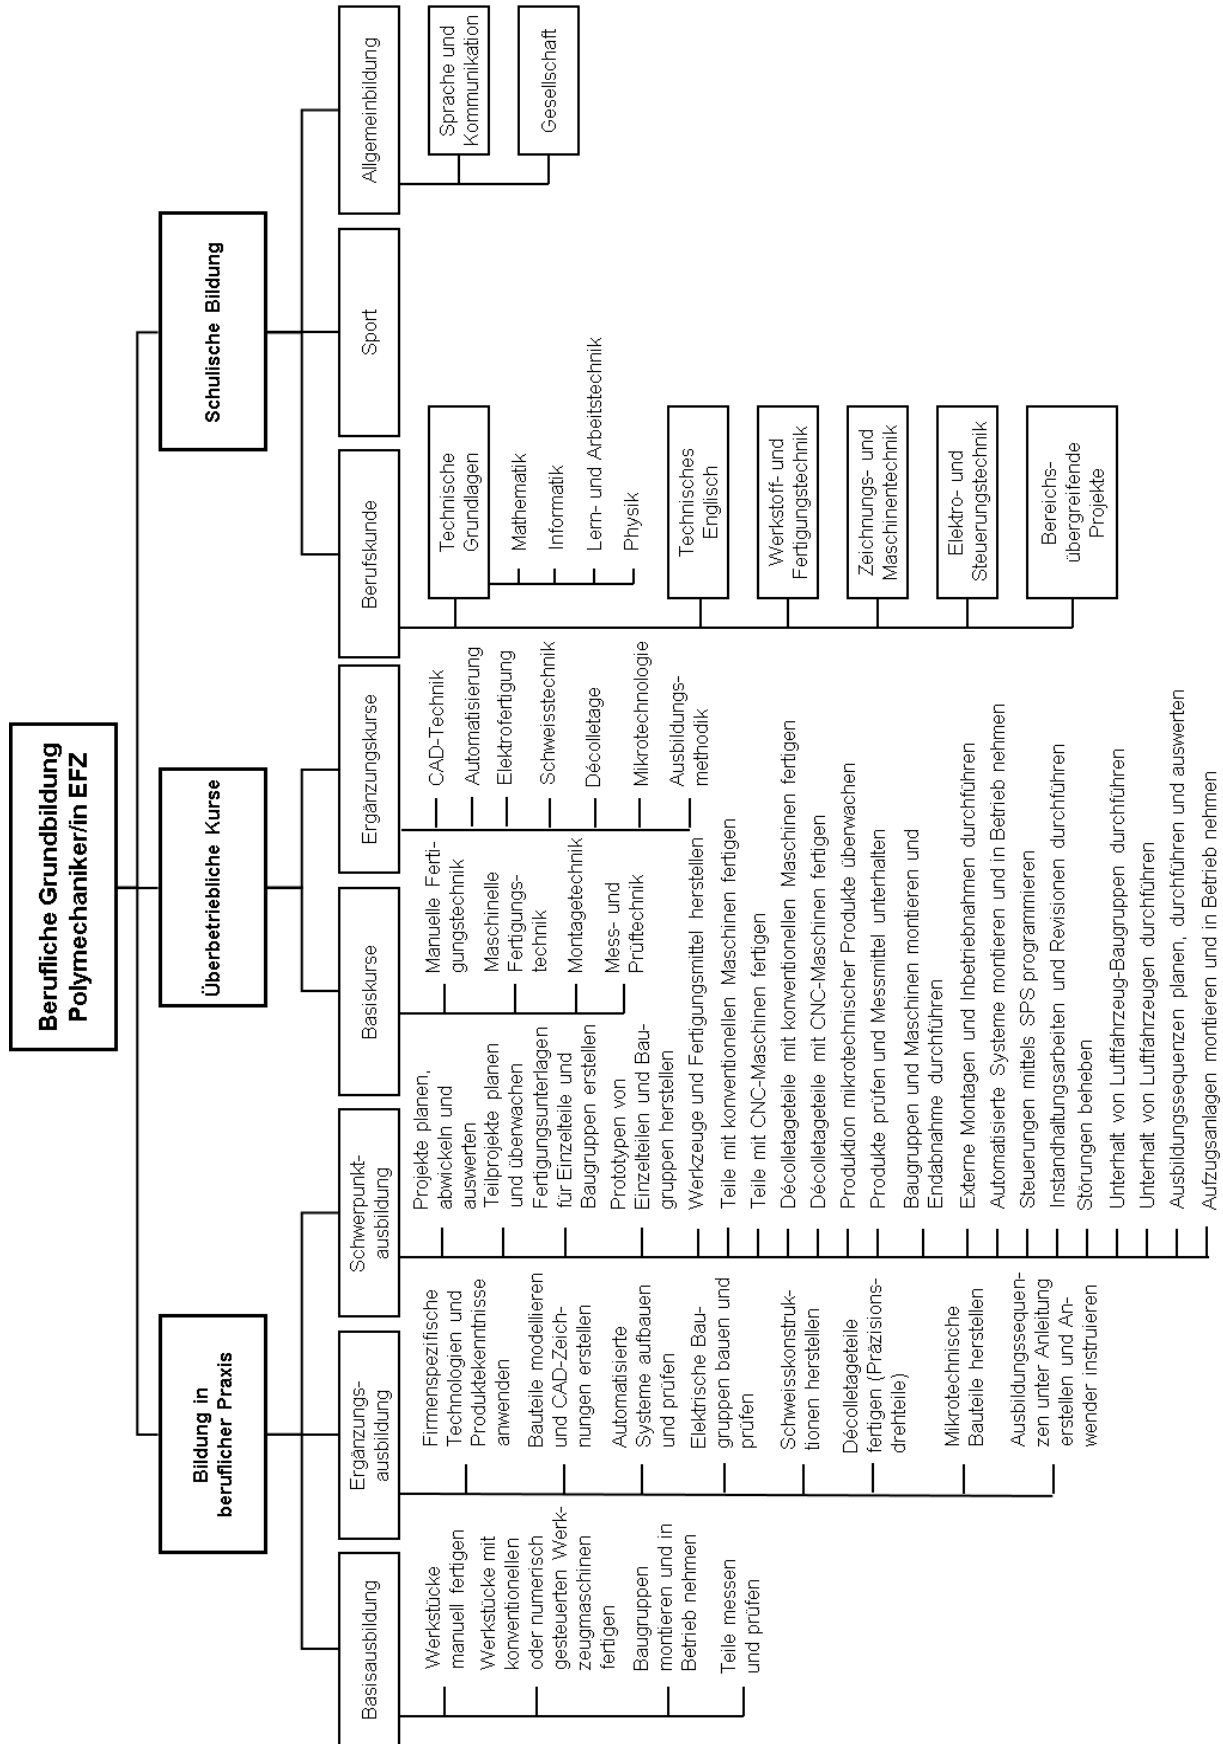 Berufliche Grundbildung
Polymechaniker/in EFZ
Bildung in
beruflicher Praxis
Überbetriebliche Kurse
Schulische Bildung
Basisausbildung
Ergänzungs-
ausbildung
Schwerpunkt-
ausbildung
Basiskurse
Ergänzungskurse
Berufskunde
Sport
Allgemeinbildung
Werkstücke
manuell fertigen
Werkstücke mit
konventionellen
oder numerisch
gesteuerten Werk-
zeugmaschinen
fertigen
Baugruppen
montieren und in
Betrieb nehmen
Teile messen
und prüfen
Firmenspezifische
Technologien und
Produktekenntnisse
anwenden
Bauteile modellieren
und CAD-Zeich-
nungen erstellen
Automatisierte
Systeme aufbauen
und prüfen
Elektrische Bau-
gruppen bauen und
prüfen
Schweisskonstruk-
tionen herstellen
Décolletageteile
fertigen (Präzisions-
drehteile)
Mikrotechnische
Bauteile herstellen
Ausbildungssequen-
zen unter Anleitung
erstellen und An-
wender instruieren
Projekte planen,
abwickeln und
auswerten
Teilprojekte planen
und überwachen
Fertigungsunterlagen
für Einzelteile und
Baugruppen erstellen
Prototypen von
Einzelteilen und Bau-
gruppen herstellen
Werkzeuge und Fertigungsmittel herstellen
Teile mit konventionellen Maschinen fertigen
Teile mit CNC-Maschinen fertigen
Décolletageteile mit konventionellen Maschinen fertigen
Décolletageteile mit CNC-Maschinen fertigen
Produktion mikrotechnischer Produkte überwachen
Produkte prüfen und Messmittel unterhalten
Baugruppen und Maschinen montieren und
Endabnahme durchführen
Externe Montagen und Inbetriebnahmen durchführen
Automatisierte Systeme montieren und in Betrieb nehmen
Steuerungen mittels SPS programmieren
Instandhaltungsarbeiten und Revisionen durchführen
Störungen beheben
Unterhalt von Luftfahrzeug-Baugruppen durchführen
Unterhalt von Luftfahrzeugen durchführen
Ausbildungssequenzen planen, durchführen und auswerten
Aufzugsanlagen montieren und in Betrieb nehmen
Manuelle Ferti-
gungstechnik
Maschinelle
Fertigungs-
technik
Montagetechnik
Mess- und
Prüftechnik
CAD-Technik
Automatisierung
Elektrofertigung
Schweisstechnik
Décolletage
Mikrotechnologie
Ausbildungs-
methodik
Technische
Grundlagen
Mathematik
Informatik
Lern- und Arbeitstechnik
Physik
Technisches
Englisch
Werkstoff- und
Fertigungstechnik
Zeichnungs- und
Maschinentechnik
Elektro- und
Steuerungstechnik
Bereichs-
übergreifende
Projekte
Sprache und
Kommunikation
Gesellschaft